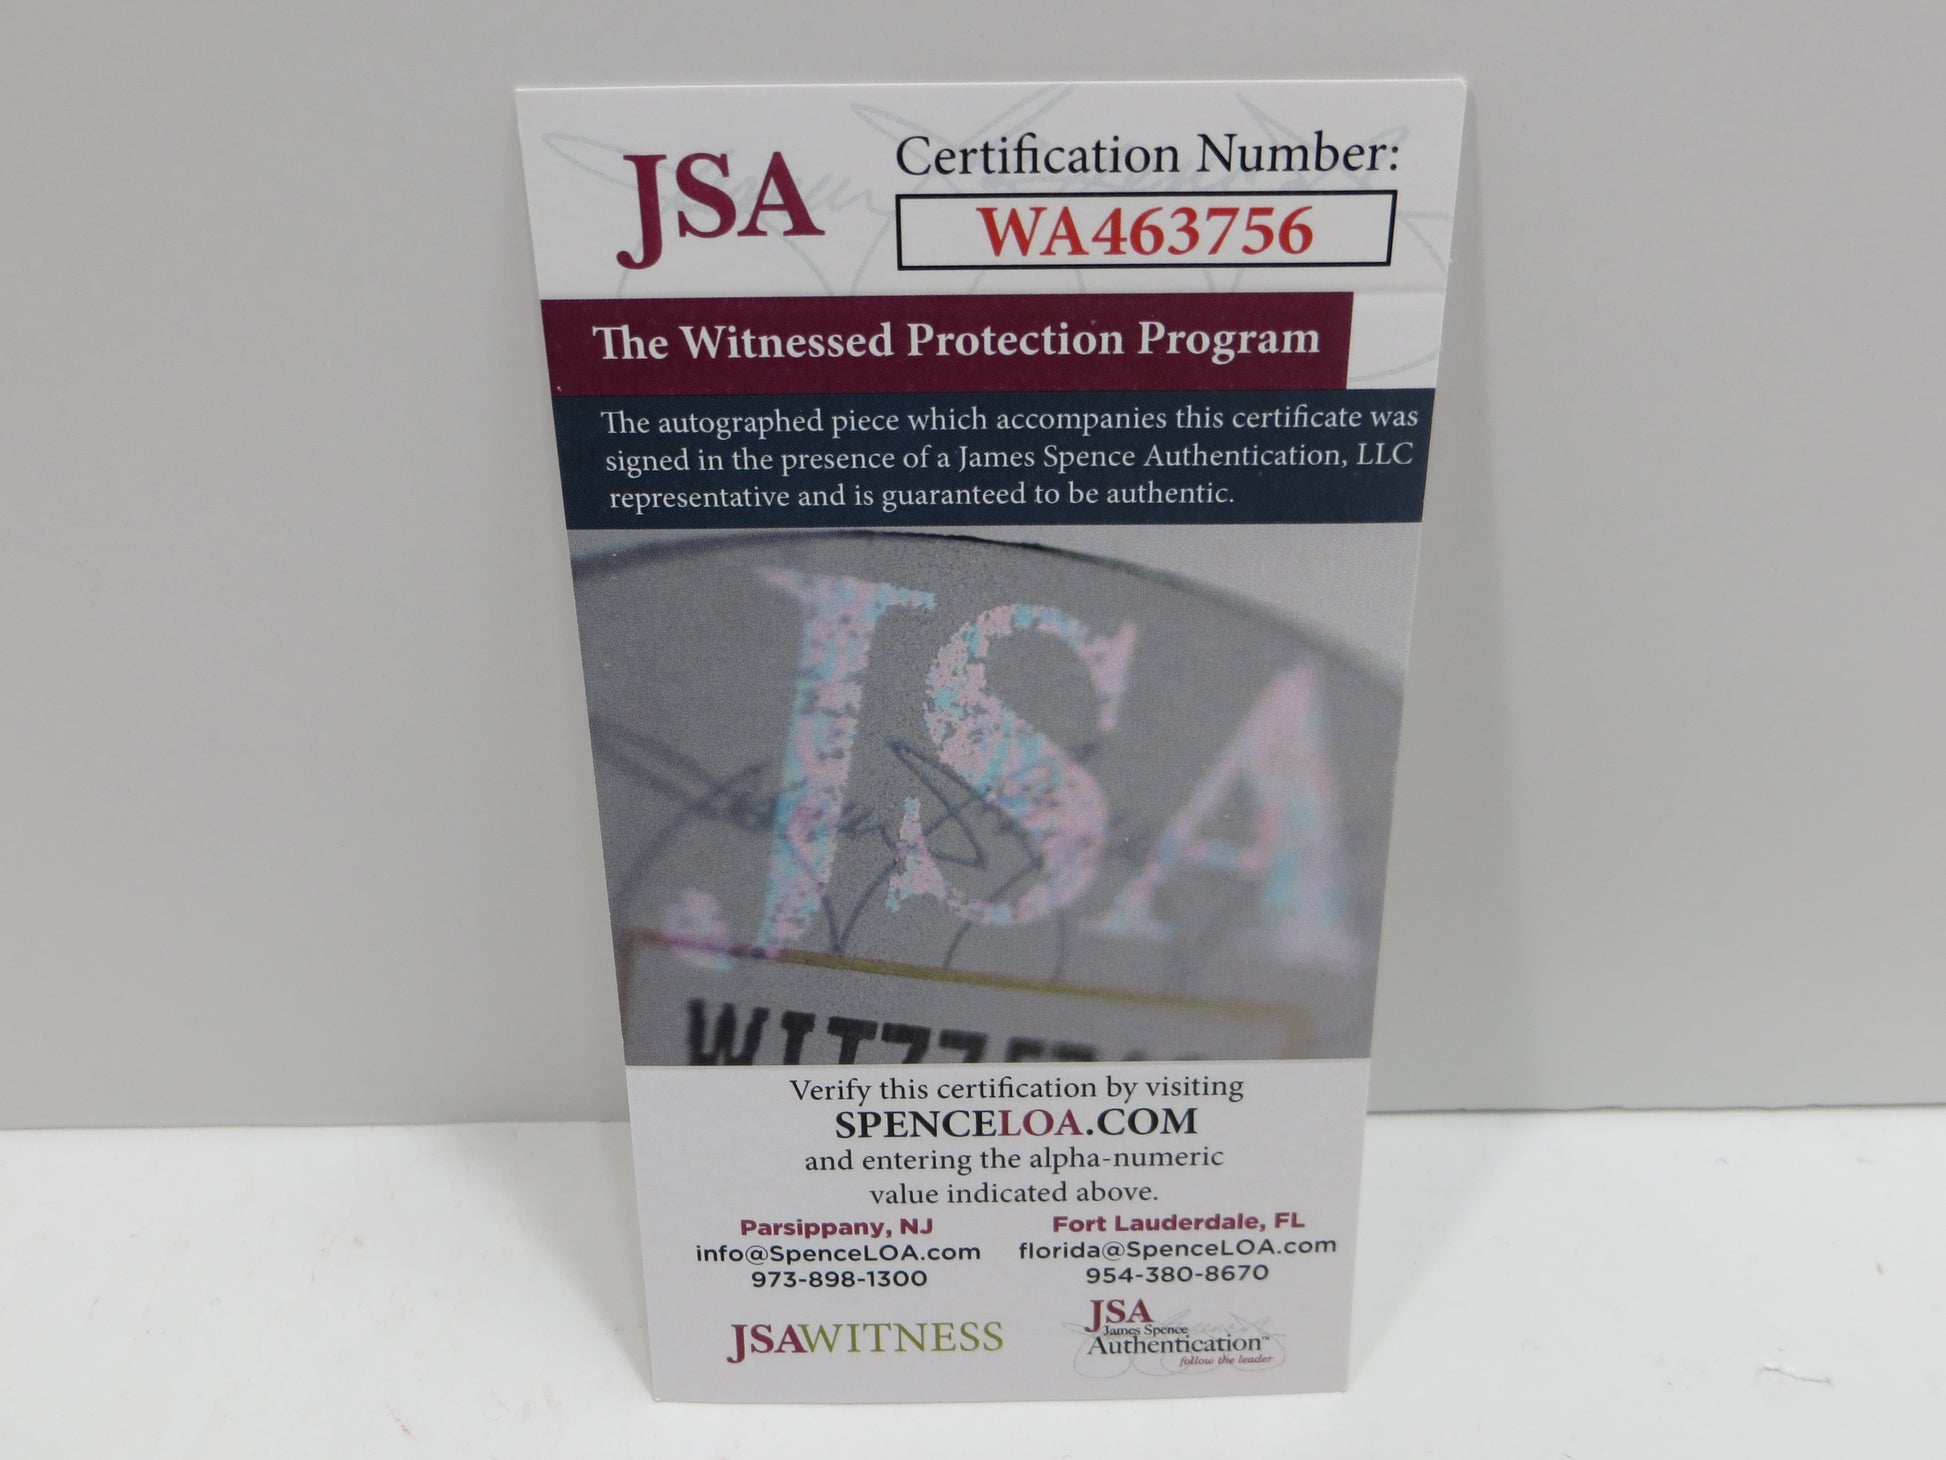 JSA
Certification Number:
WA463756
The Witnessed Protection Program
The autographed piece which accompanies this certificate was
signed in the presence of a James Spence Authentication, LLC
representative and is guaranteed to be authentic.
JSA
Verify this certification by visiting
SPENCELOA.COM
and entering the alpha-numeric
value indicated above.
Parsippany, NJ
info@SpenceLOA.com
973-898-1300
Fort Lauderdale, FL
florida@SpenceLOA.com
954-380-8670
JSAWITNESS
JSA
James Spence
Authentication™
follow the leader